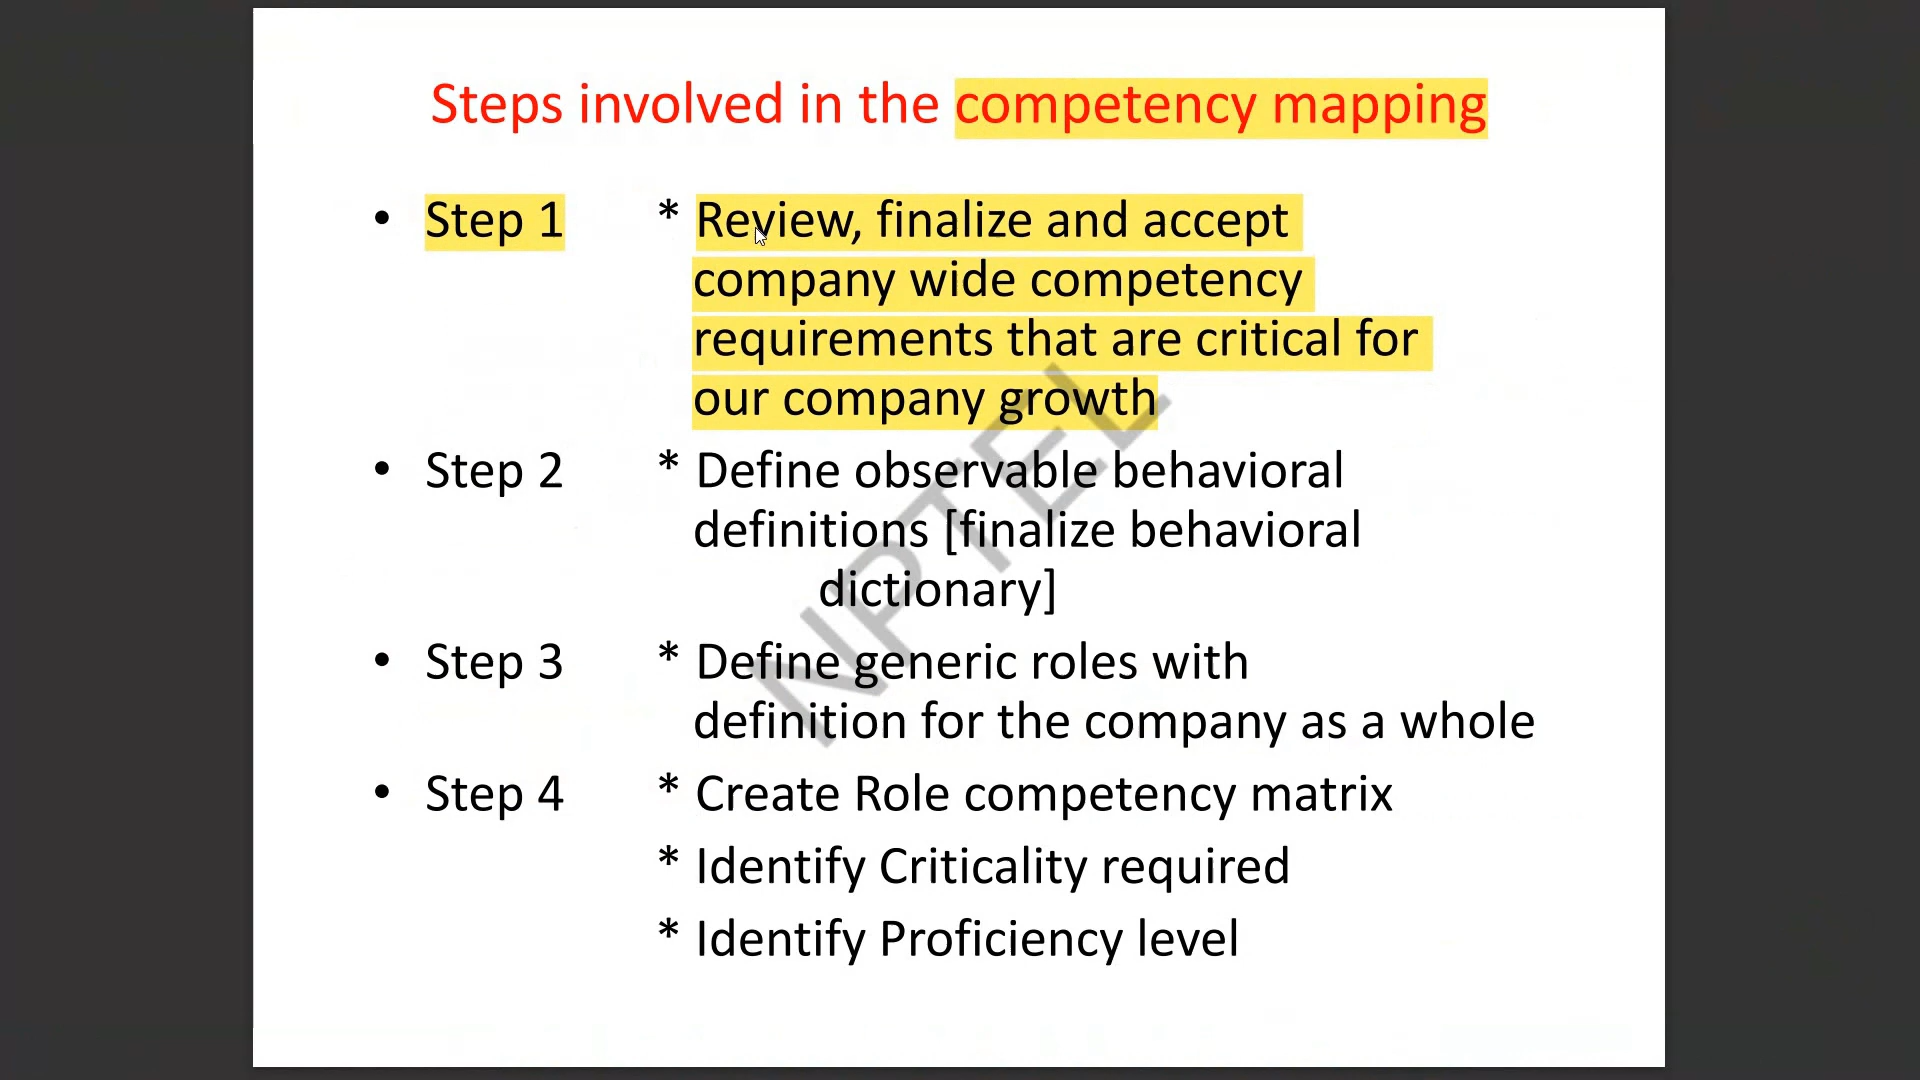 Steps involved in the competency mapping
• Step 1 * Review, finalize and accept
company wide competency
requirements that are critical for
our company growth
• Step 2 * Define observable behavioral
definitions [finalize behavioral
dictionary]
• Step 3 * Define generic roles with
definition for the company as a whole
• Step 4 * Create Role competency matrix
* Identify Criticality required
* Identify Proficiency level
NPTEL